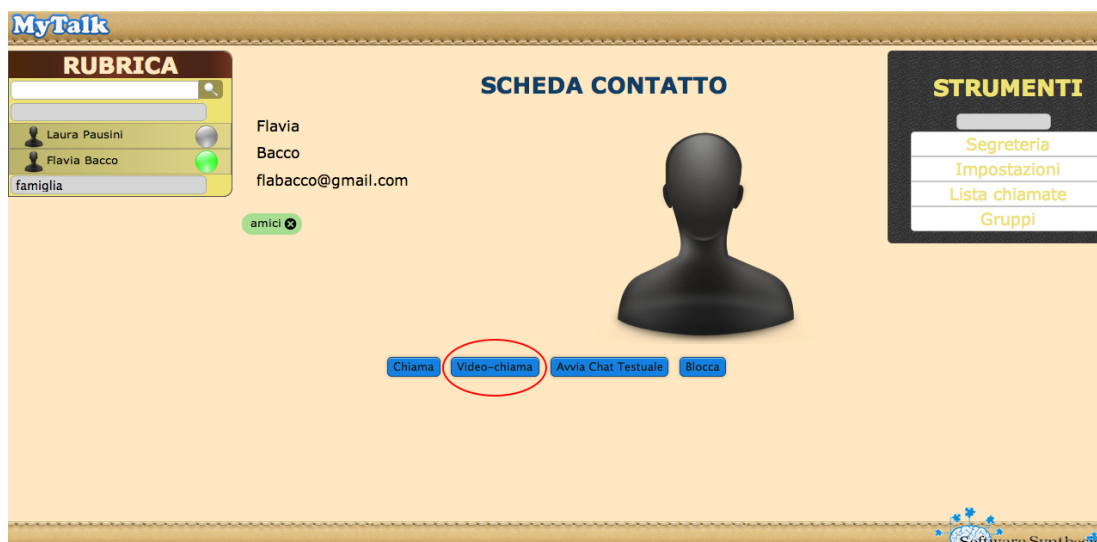 MyTalk
RUBRICA
Laura Pausini
Flavia Bacco
famiglia
SCHEDA CONTATTO
Flavia
Bacco
flabacco@gmail.com
amici
Chiama
Video-chiama
Avvia Chat Testuale
Blocca
STRUMENTI
Segreteria
Impostazioni
Lista chiamate
Gruppi
Software